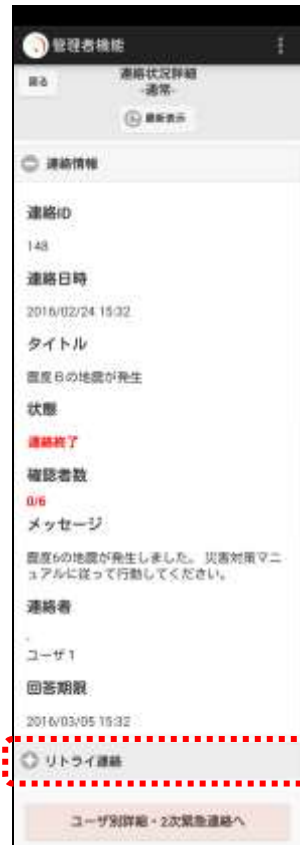 管理者機能
戻る
連絡状況詳細
-通常-
最新表示
連絡情報
連絡ID
148
連絡日時
2016/02/24 15:32
タイトル
震度6の地震が発生
状態
連絡終了
確認者数
0/6
メッセージ
震度6の地震が発生しました。 災害対策マニ
ュアルに従って行動してください。
連絡者
.
ユーザ1
回答期限
2016/03/05 15:32
リトライ連絡
ユーザ別詳細・2次緊急連絡へ